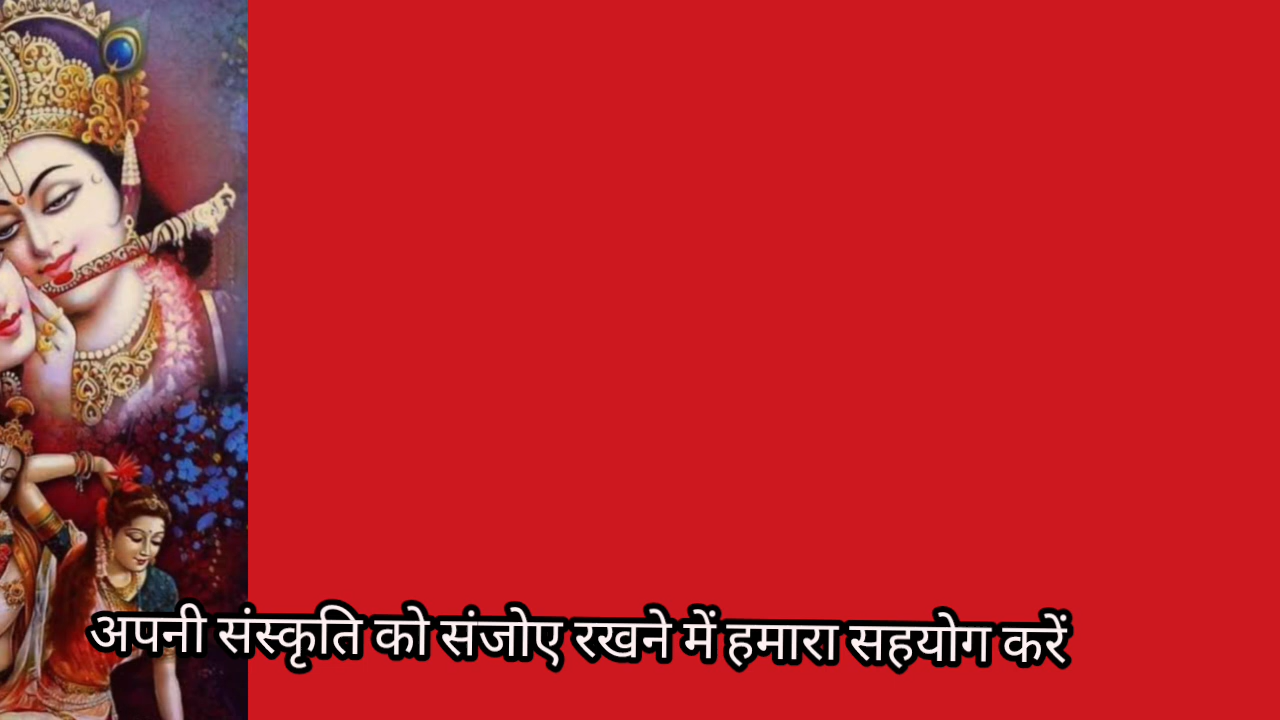 अपनी संस्कृति को संजोए रखने में हमारा सहयोग करें